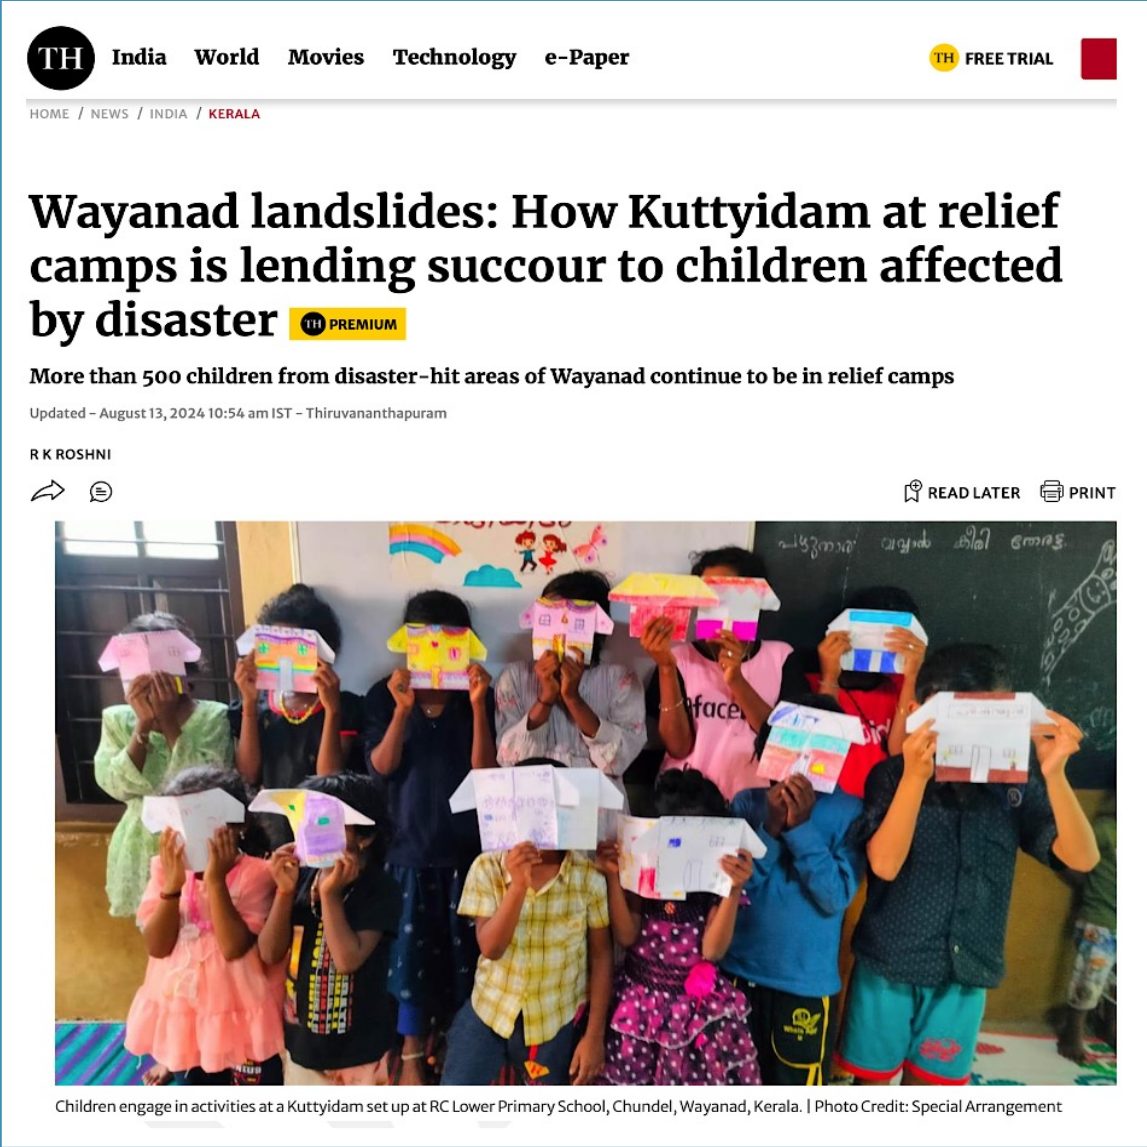 TH India World Movies Technology e-Paper TH FREE TRIAL
HOME / NEWS / INDIA / KERALA
Wayanad landslides: How Kuttyidam at relief
camps is lending succour to children affected
by disaster TH PREMIUM
More than 500 children from disaster-hit areas of Wayanad continue to be in relief camps
Updated - August 13, 2024 10:54 am IST - Thiruvananthapuram
R K ROSHNI
READ LATER PRINT
face
Children engage in activities at a Kuttyidam set up at RC Lower Primary School, Chundel, Wayanad, Kerala. | Photo Credit: Special Arrangement